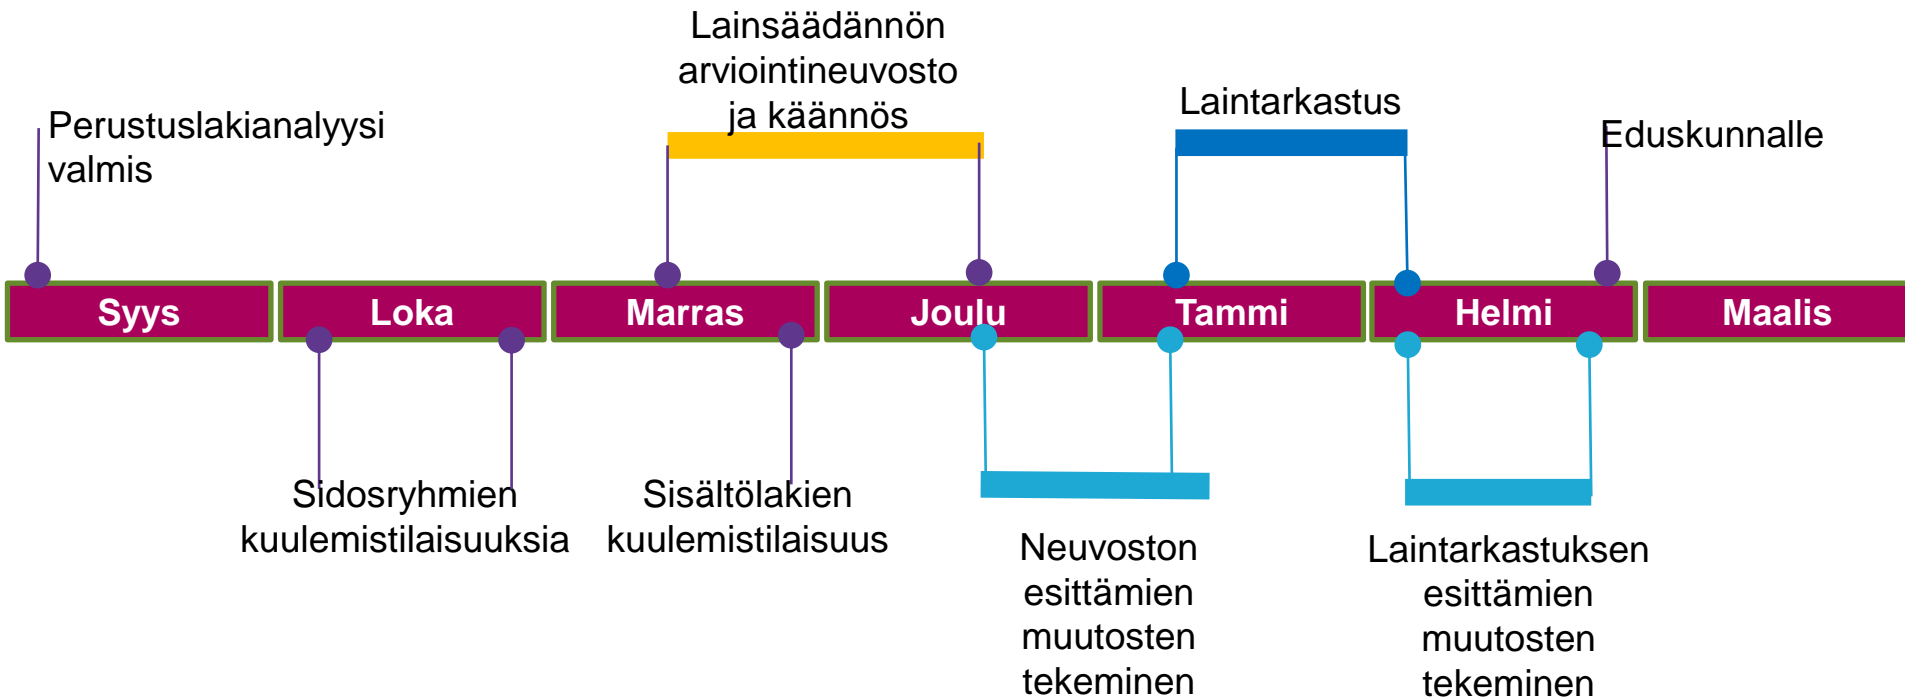 Lainsäädännön
arviointineuvosto
ja käännös
Perustuslakianalyysi
valmis
Laintarkastus
Eduskunnalle
Syys
Loka
Marras
Joulu
Tammi
Helmi
Maalis
Sidosryhmien
kuulemistilaisuuksia
Sisältölakien
kuulemistilaisuus
Neuvoston
esittämien
muutosten
tekeminen
Laintarkastuksen
esittämien
muutosten
tekeminen